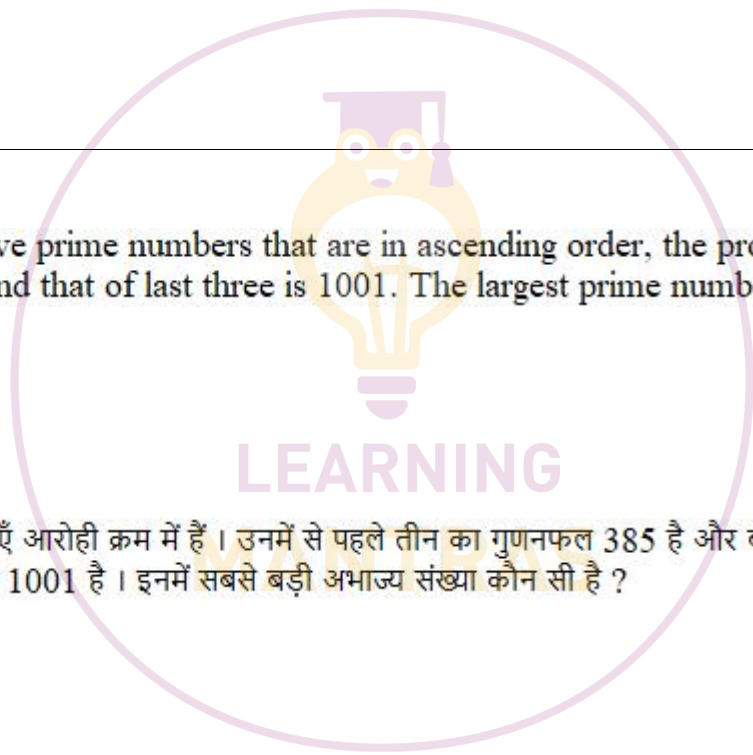 ve prime numbers that are in ascending order, the pro
nd that of last three is 1001. The largest prime numb
LEARNING
एँ आरोही क्रम में हैं । उनमें से पहले तीन का गुणनफल 385 है और
MANTRAS
1001 है । इनमें सबसे बड़ी अभाज्य संख्या कौन सी है ?